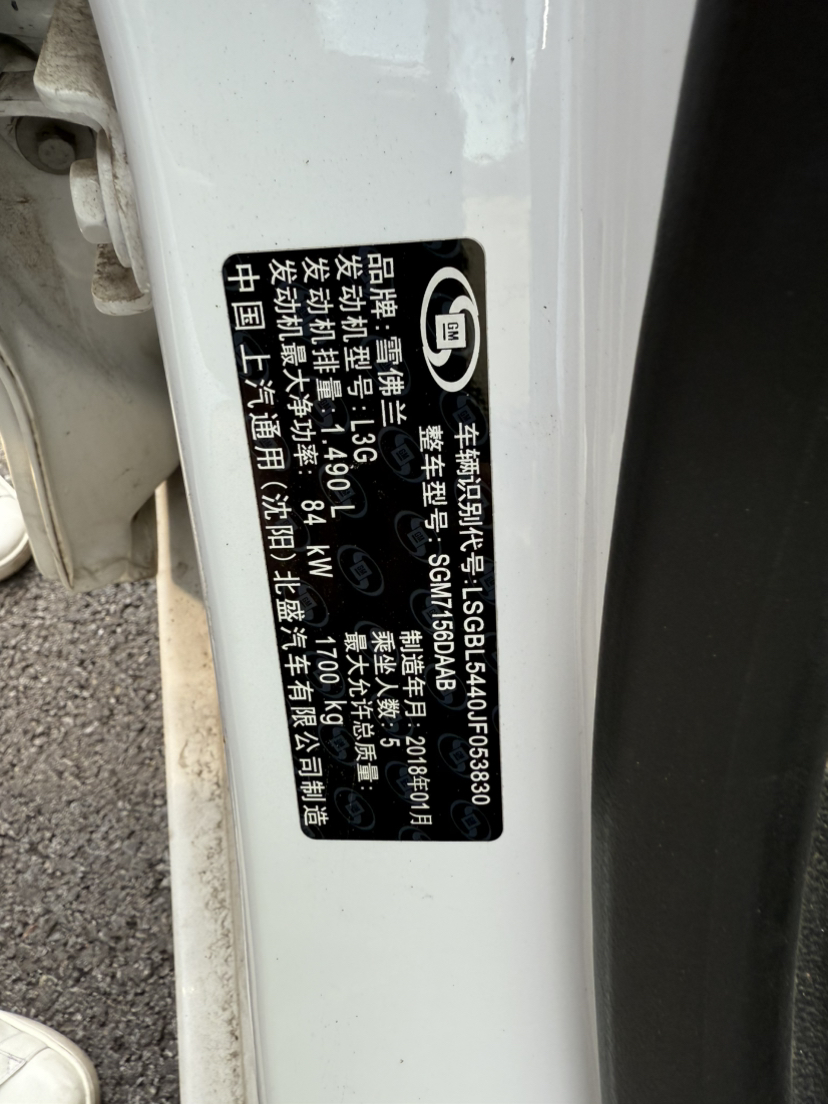 GM
车辆识别代号:LSGBL5440JF053830
整车型号: SGM7156DAAB
品牌:雪佛兰
制造年月:2018年01月
发动机型号:L3G
乘坐人数:5
发动机排量:1.490 L
最大允许总质量:
发动机最大净功率: 84 kW
1700 kg
中国 上汽通用(沈阳)北盛汽车有限公司制造